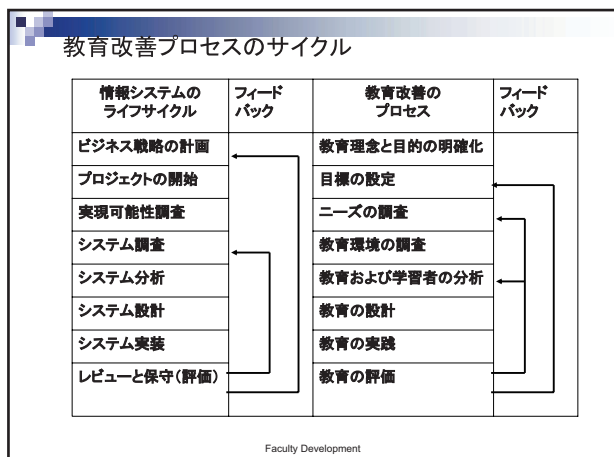 教育改善プロセスのサイクル
情報システムの フィード 教育改善の フィード
ライフサイクル バック プロセス バック
ビジネス戦略の計画 教育理念と目的の明確化
プロジェクトの開始 目標の設定
実現可能性調査 ニーズの調査
システム調査 教育環境の調査
システム分析 教育および学習者の分析
システム設計 教育の設計
システム実装 教育の実践
レビューと保守(評価) 教育の評価
Faculty Development